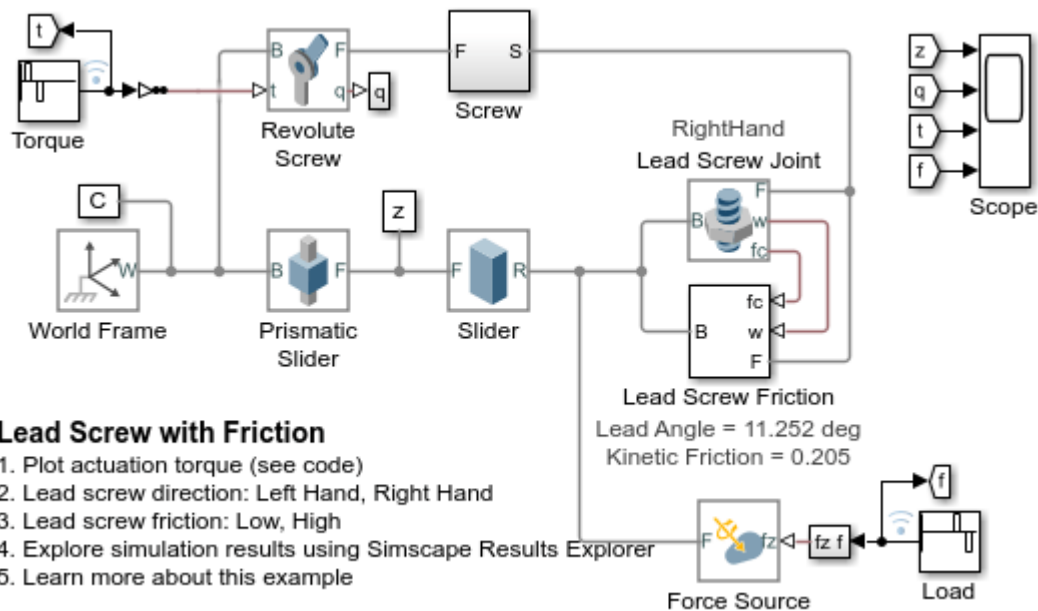 t
Torque
B
F
t
q
q
Revolute
Screw
F
S
Screw
RightHand
Lead Screw Joint
B
F
w
fc
z
q
t
f
Scope
C
W
World Frame
B
F
Prismatic
Slider
z
F
R
Slider
fc
B
w
F
Lead Screw Friction
Lead Angle = 11.252 deg
Kinetic Friction = 0.205
Lead Screw with Friction
1. Plot actuation torque (see code)
2. Lead screw direction: Left Hand, Right Hand
3. Lead screw friction: Low, High
4. Explore simulation results using Simscape Results Explorer
5. Learn more about this example
F
fz
Force Source
fz f
f
Load